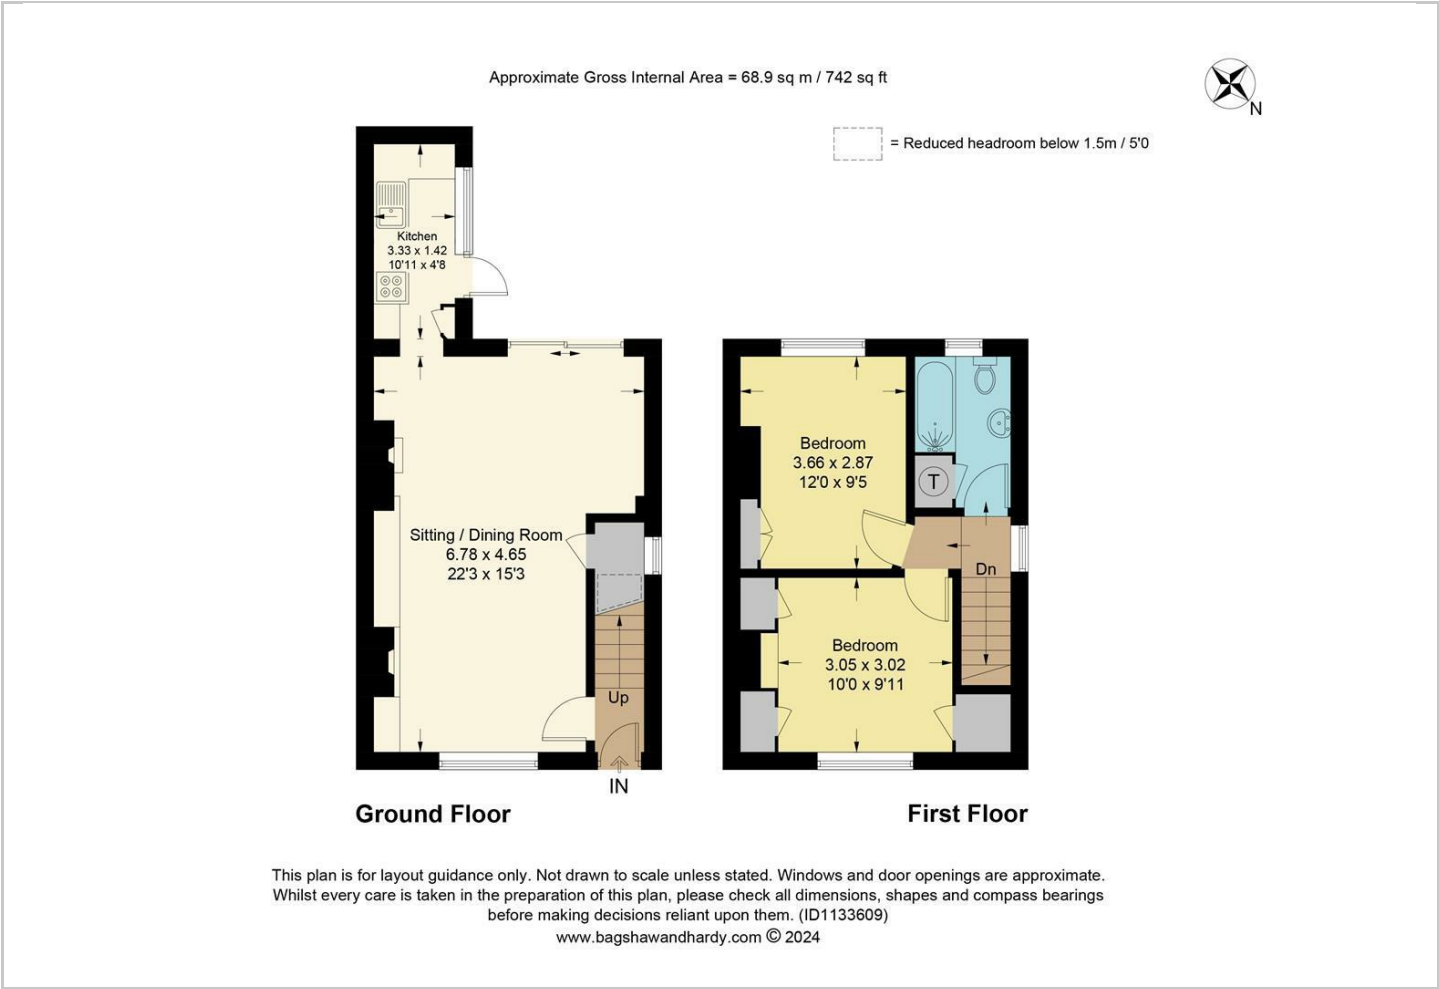 Approximate Gross Internal Area = 68.9 sq m / 742 sq ft
N
= Reduced headroom below 1.5m / 5'0
Kitchen
3.33 x 1.42
10'11 x 4'8
Sitting / Dining Room
6.78 x 4.65
22'3 x 15'3
Up
IN
Ground Floor
Bedroom
3.66 x 2.87
12'0 x 9'5
T
Dn
Bedroom
3.05 x 3.02
10'0 x 9'11
First Floor
This plan is for layout guidance only. Not drawn to scale unless stated. Windows and door openings are approximate.
Whilst every care is taken in the preparation of this plan, please check all dimensions, shapes and compass bearings
before making decisions reliant upon them. (ID1133609)
www.bagshawandhardy.com © 2024